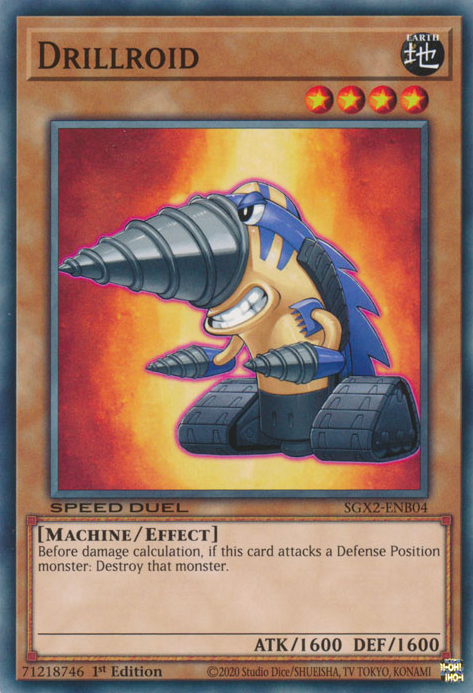 DRILLROID
EARTH
地
SPEED DUEL
SGX2-ENB04
[MACHINE/EFFECT]
Before damage calculation, if this card attacks a Defense Position
monster: Destroy that monster.
ATK/1600 DEF/1600
71218746 1st Edition
©2020 Studio Dice/SHUEISHA, TV TOKYO, KONAMI